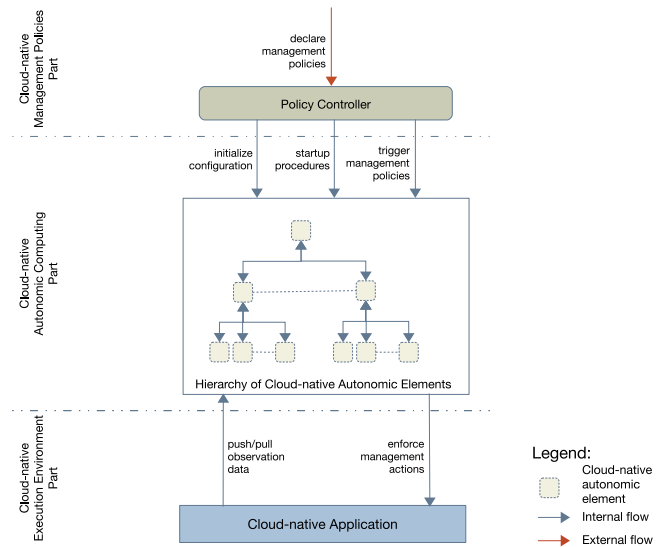 Cloud-native
Management Policies
Part
declare
management
policies
Policy Controller
initialize
configuration
startup
procedures
trigger
management
policies
Cloud-native
Autonomic Computing
Part
Hierarchy of Cloud-native Autonomic Elements
Cloud-native
Execution Environment
Part
push/pull
observation
data
enforce
management
actions
Cloud-native Application
Legend:
Cloud-native
autonomic
element
Internal flow
External flow